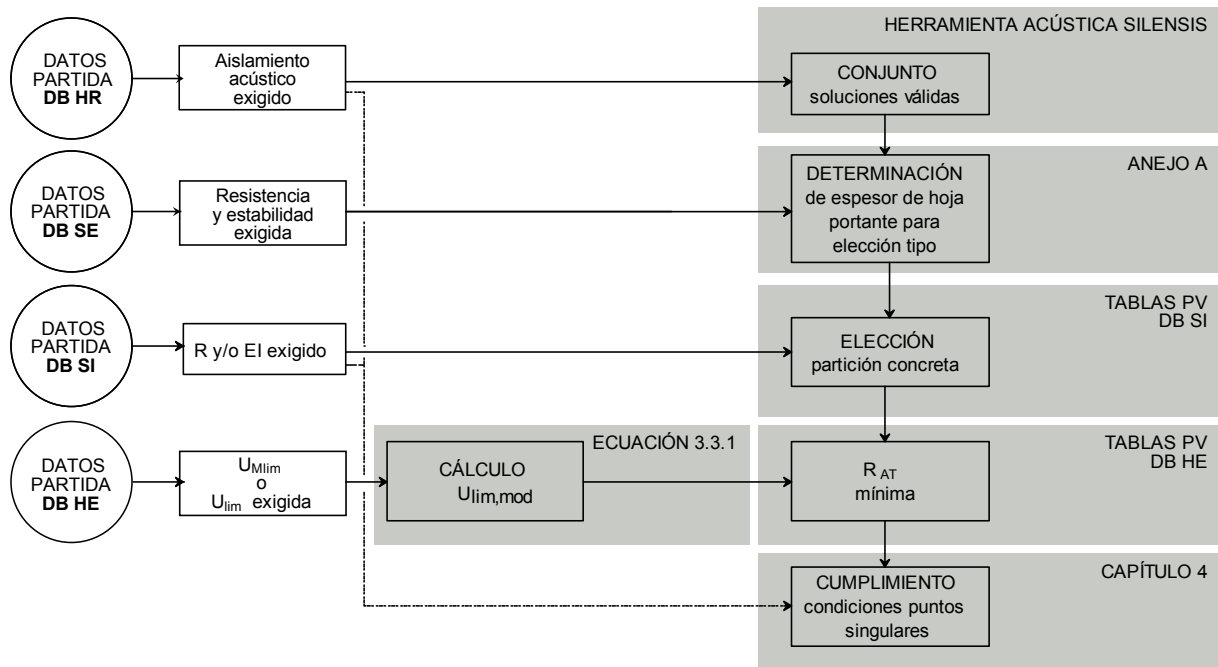 HERRAMIENTA ACÚSTICA SILENSIS
DATOS
PARTIDA
DB HR
Aislamiento
acústico
exigido
CONJUNTO
soluciones válidas
ANEJO A
DATOS
PARTIDA
DB SE
Resistencia
y estabilidad
exigida
DETERMINACIÓN
de espesor de hoja
portante para
elección tipo
TABLAS PV
DB SI
DATOS
PARTIDA
DB SI
R y/o EI exigido
ELECCIÓN
partición concreta
ECUACIÓN 3.3.1
TABLAS PV
DB HE
DATOS
PARTIDA
DB HE
UMlim
o
Ulim exigida
CÁLCULO
Ulim,mod
R AT
mínima
CAPÍTULO 4
CUMPLIMIENTO
condiciones puntos
singulares